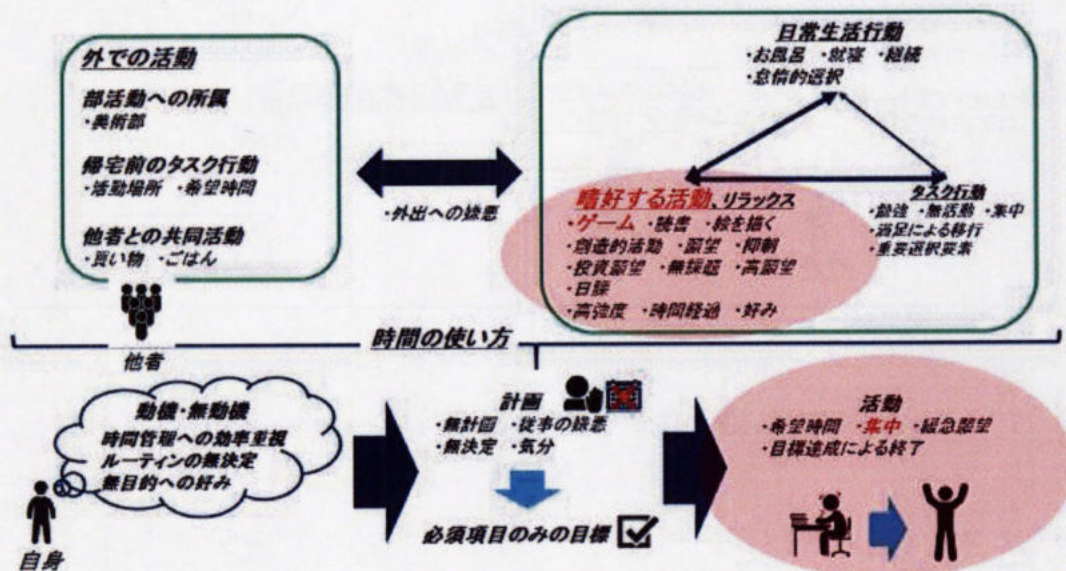 外での活動
部活動への所属
・美術部
帰宅前のタスク行動
・活動場所 ・希望時間
他者との共同活動
・買い物 ・ごはん
他者
・外出への嫌悪
日常生活行動
・お風呂 ・就寝 ・継続
・怠惰的選択
嗜好する活動、リラックス
・ゲーム ・読書 ・絵を描く
・創造的活動 ・願望 ・抑制
・投資願望 ・無課題 ・高願望
・日課
・高強度 ・時間経過 ・好み
タスク行動
・勉強 ・無活動 ・集中
・満足による移行
・重要選択要素
時間の使い方
動機・無動機
時間管理への効率重視
ルーティンの無決定
無目的への好み
自身
計画
・無計画 ・従事の嫌悪
・無決定 ・気分
必須項目のみの目標
活動
・希望時間 ・集中 ・緩急願望
・目標達成による終了